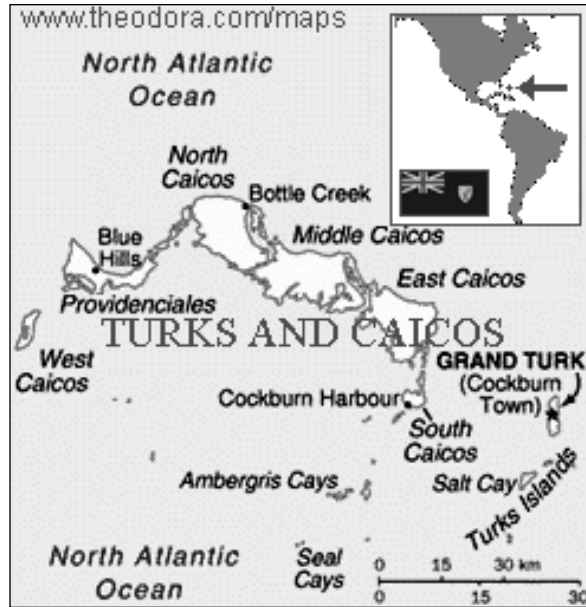 www.theodora.com/maps
North Atlantic
Ocean
North
Caicos
Bottle Creek
Blue
Hills
Middle Caicos
East Caicos
Providenciales
TURKS AND CAICOS
West
Caicos
GRAND TURK
(Cockburn
Town)
Cockburn Harbour
South
Caicos
Ambergris Cays
Salt Cay
Turks Islands
North Atlantic
Ocean
Seal
Cays
0 15 30 km
0 15 30